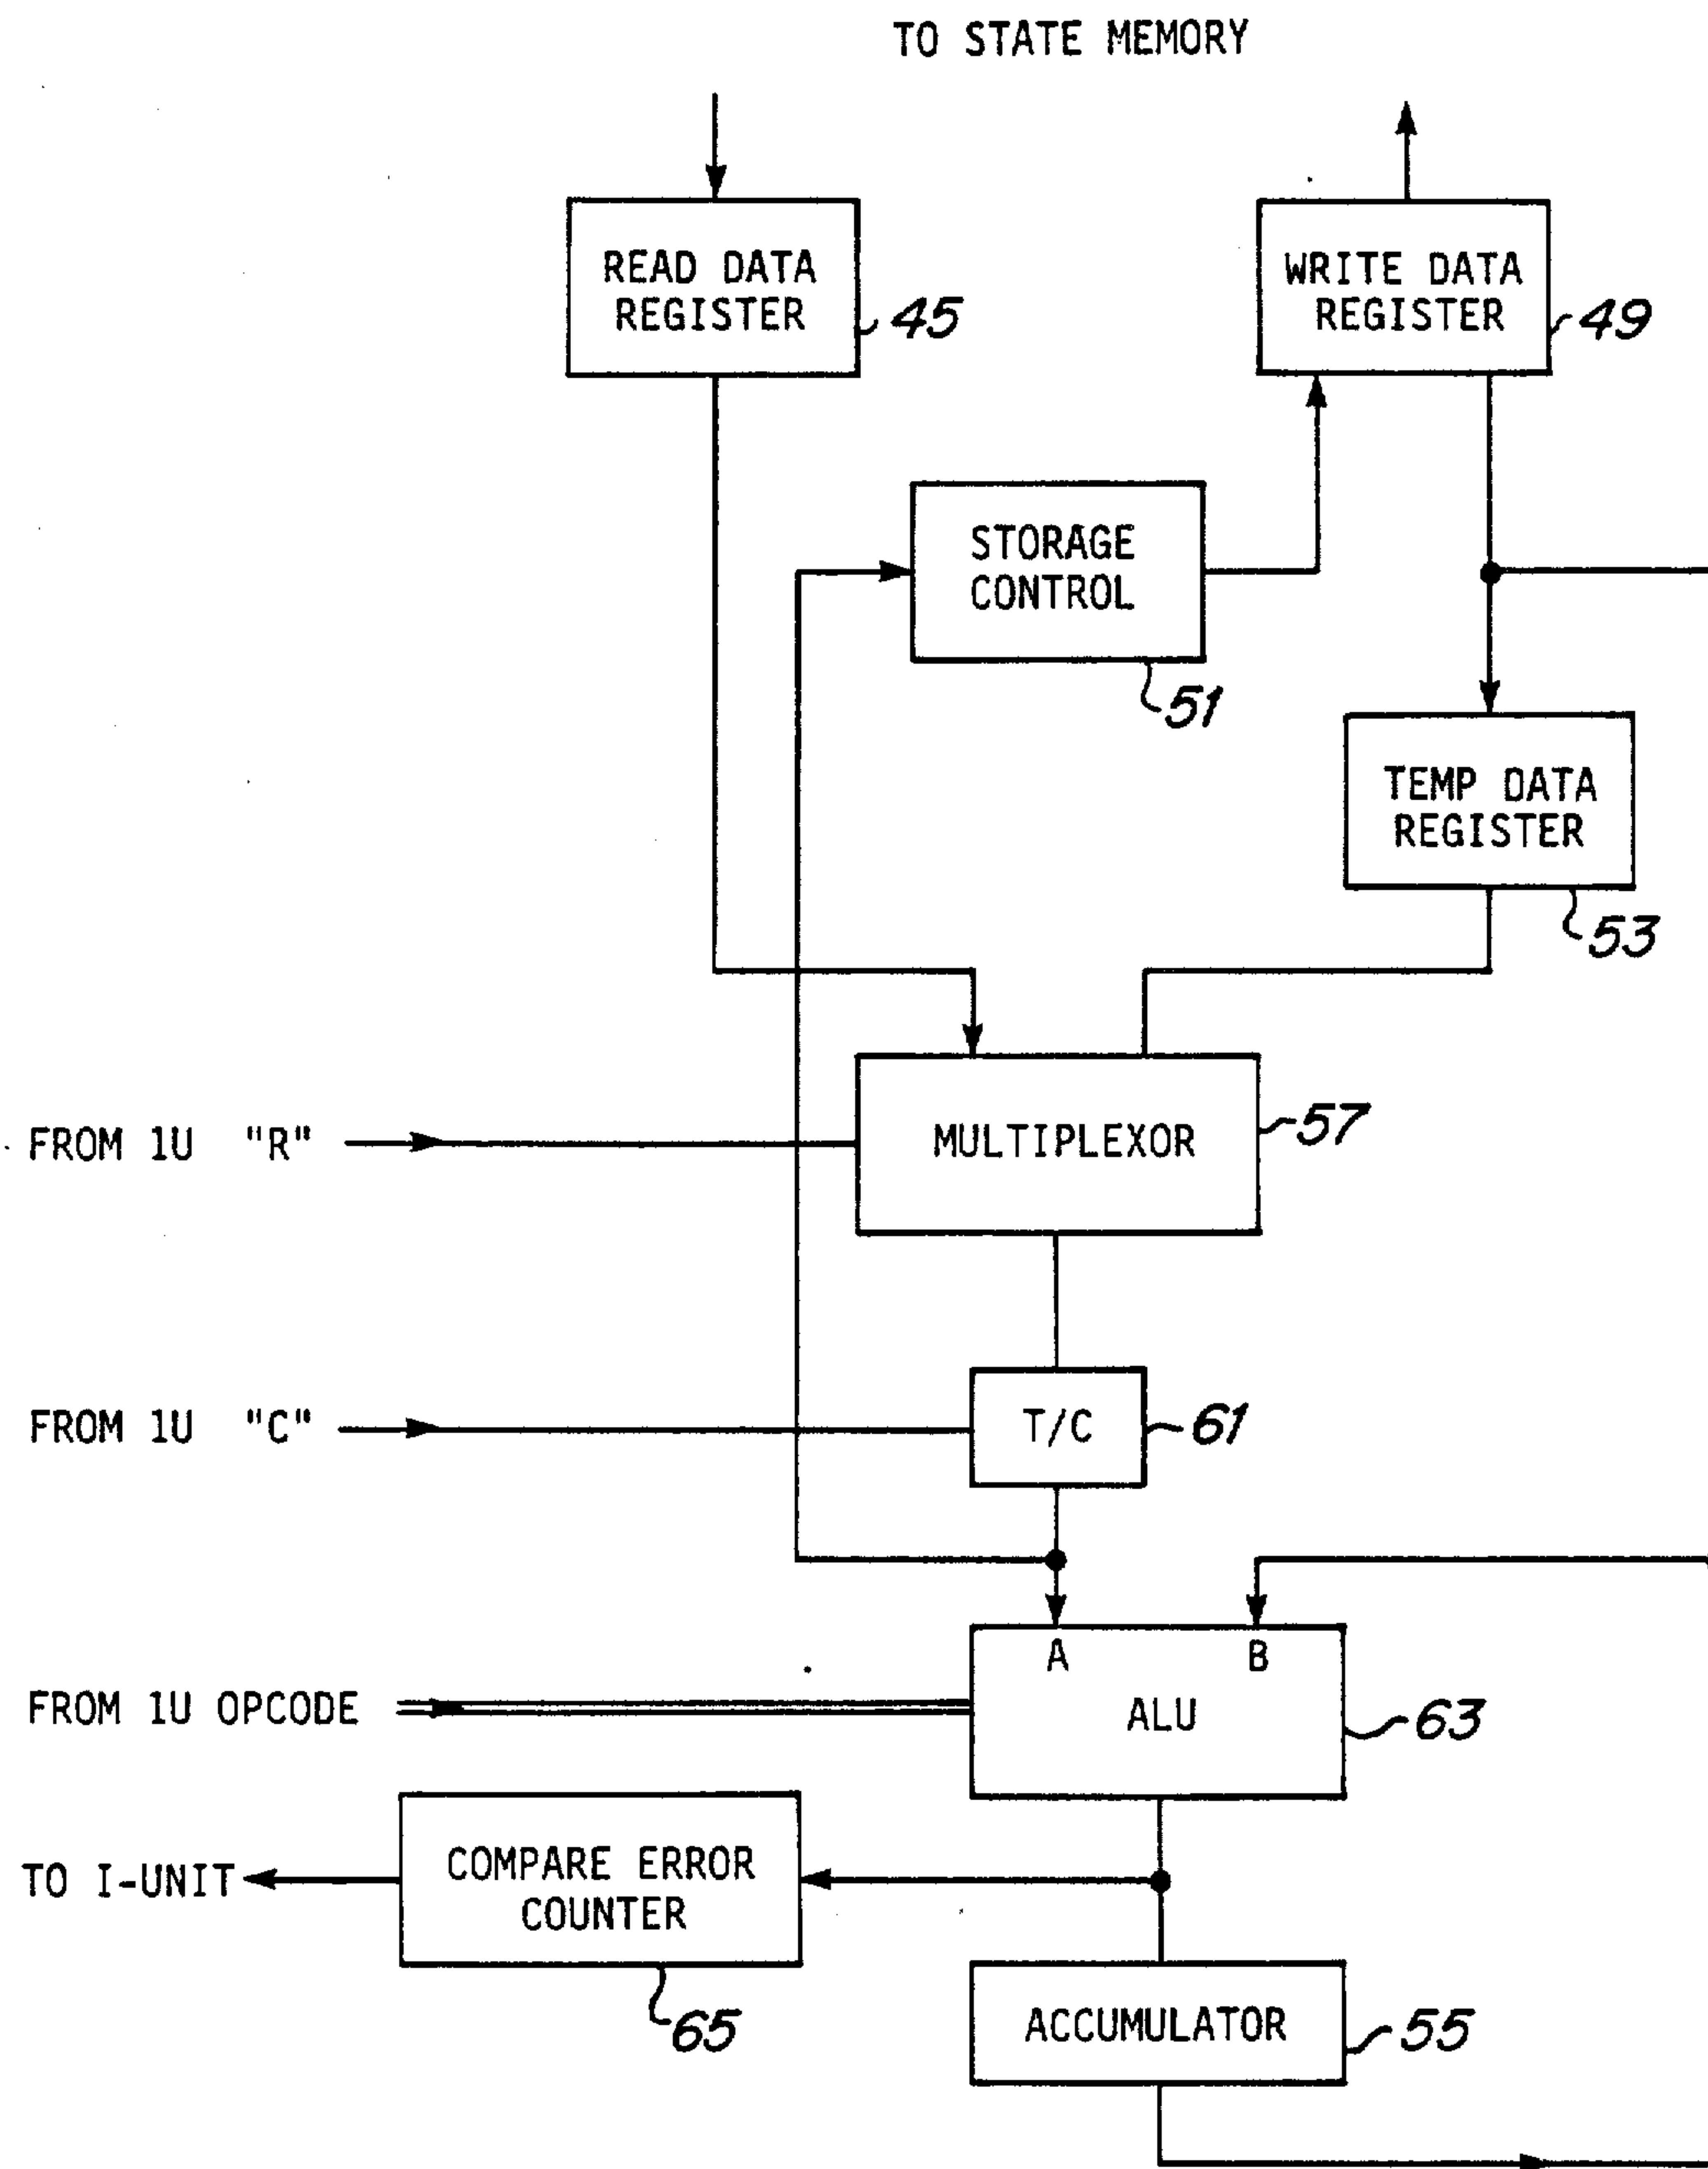 TO STATE MEMORY
READ DATA
REGISTER
45
WRITE DATA
REGISTER
49
STORAGE
CONTROL
51
TEMP DATA
REGISTER
53
FROM 1U "R"
MULTIPLEXOR
57
FROM 1U "C"
T/C
61
A
B
FROM 1U OPCODE
ALU
63
TO I-UNIT
COMPARE ERROR
COUNTER
65
ACCUMULATOR
55